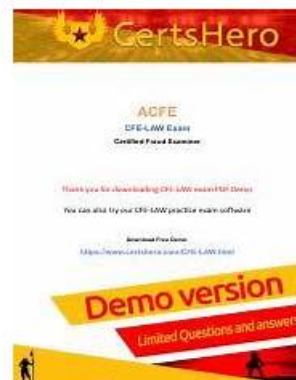 CertsHero
ACFE
CFE-LAW Exam
Certified Fraud Examiner
Thank you for downloading CFE-LAW exam PDF Demo
You can also try our CFE-LAW practice exam software
Download Free Demo
https://www.certshero.com/CFE-LAW.html
Demo version
Limited Questions and answers